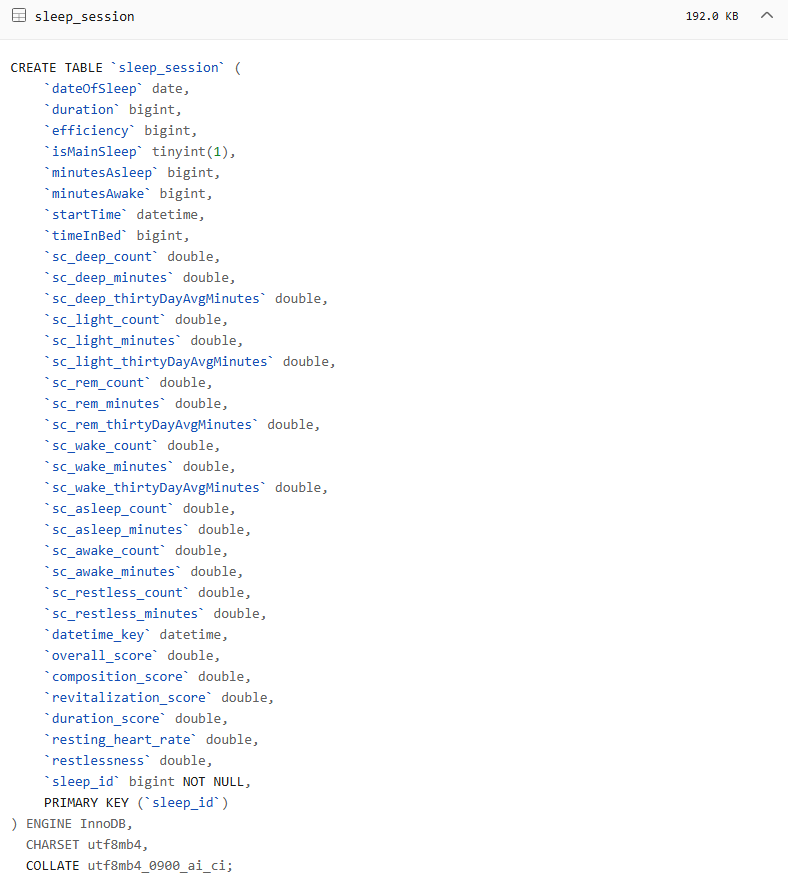 sleep_session
192.0 KB
CREATE TABLE `sleep_session` (
`dateOfSleep` date,
`duration` bigint,
`efficiency` bigint,
`isMainSleep` tinyint(1),
`minutesAsleep` bigint,
`minutesAwake` bigint,
`startTime` datetime,
`timeInBed` bigint,
`sc_deep_count` double,
`sc_deep_minutes` double,
`sc_deep_thirtyDayAvgMinutes` double,
`sc_light_count` double,
`sc_light_minutes` double,
`sc_light_thirtyDayAvgMinutes` double,
`sc_rem_count` double,
`sc_rem_minutes` double,
`sc_rem_thirtyDayAvgMinutes` double,
`sc_wake_count` double,
`sc_wake_minutes` double,
`sc_wake_thirtyDayAvgMinutes` double,
`sc_asleep_count` double,
`sc_asleep_minutes` double,
`sc_awake_count` double,
`sc_awake_minutes` double,
`sc_restless_count` double,
`sc_restless_minutes` double,
`datetime_key` datetime,
`overall_score` double,
`composition_score` double,
`revitalization_score` double,
`duration_score` double,
`resting_heart_rate` double,
`restlessness` double,
`sleep_id` bigint NOT NULL,
PRIMARY KEY (`sleep_id`)
) ENGINE InnoDB,
CHARSET utf8mb4,
COLLATE utf8mb4_0900_ai_ci;